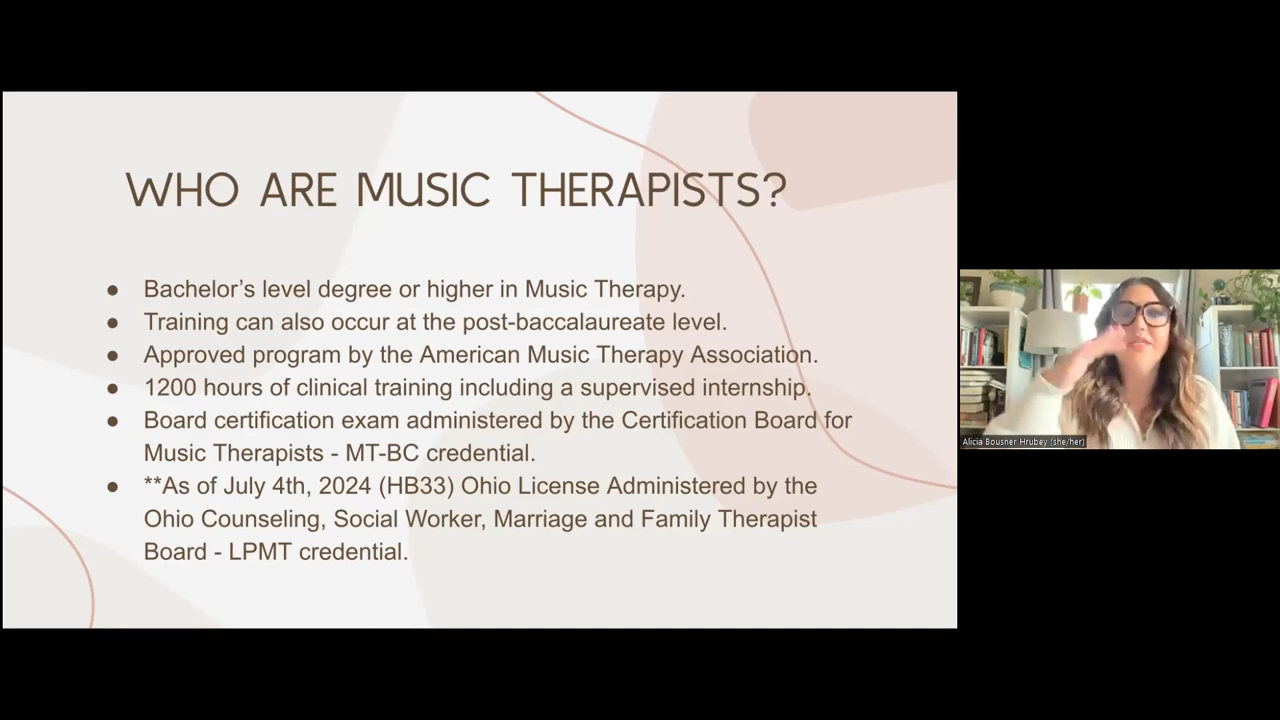 WHO ARE MUSIC THERAPISTS?
● Bachelor’s level degree or higher in Music Therapy.
● Training can also occur at the post-baccalaureate level.
● Approved program by the American Music Therapy Association.
● 1200 hours of clinical training including a supervised internship.
● Board certification exam administered by the Certification Board for
Music Therapists - MT-BC credential.
● **As of July 4th, 2024 (HB33) Ohio License Administered by the
Ohio Counseling, Social Worker, Marriage and Family Therapist
Board - LPMT credential.
Alicia Bousner Hrubey (she/her)